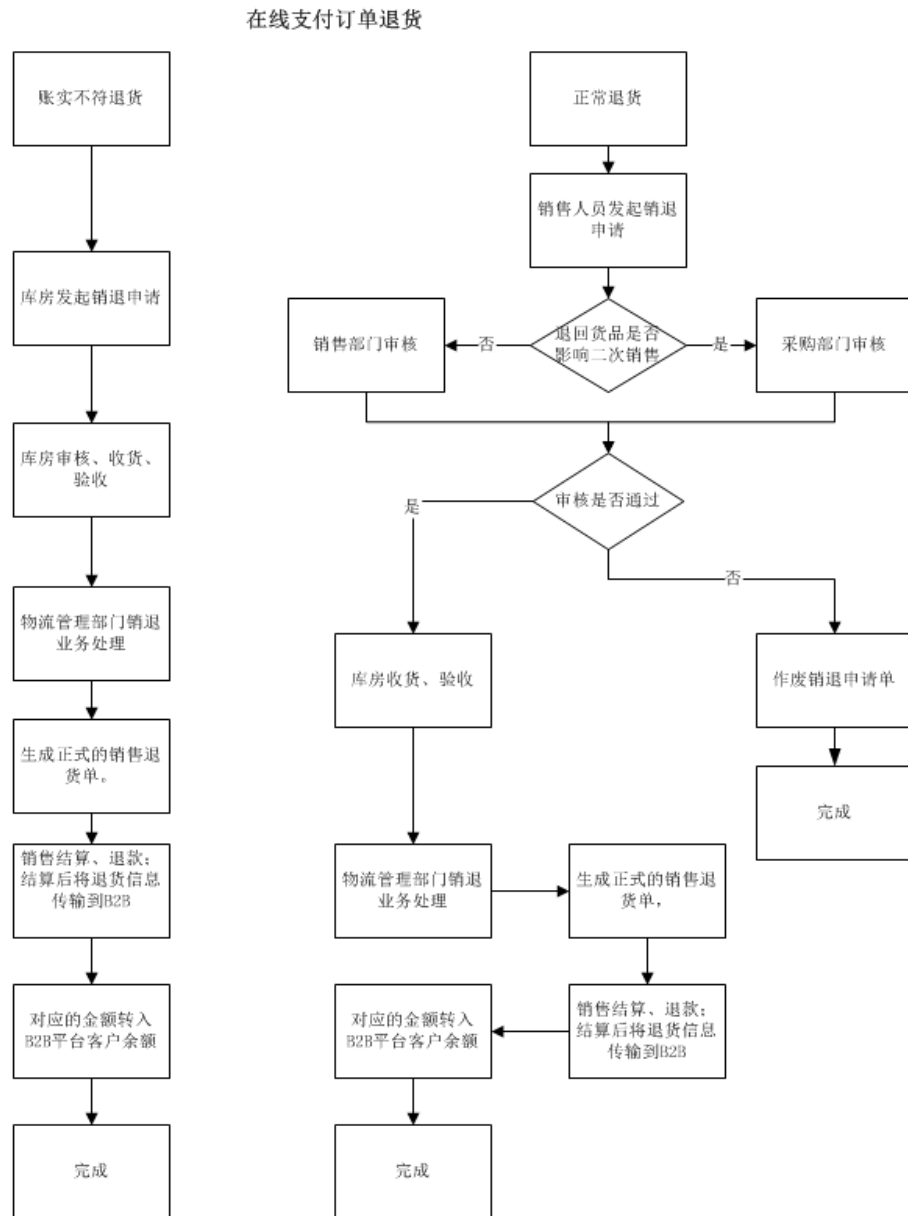 在线支付订单退货
账实不符退货
库房发起销退申请
库房审核、收货、
验收
物流管理部门销退
业务处理
生成正式的销售退
货单。
销售结算、退款；
结算后将退货信息
传输到B2B
对应的金额转入
B2B平台客户余额
完成
正常退货
销售人员发起销退
申请
退回货品是否
影响二次销售
否
是
销售部门审核
采购部门审核
审核是否通过
是
否
库房收货、验收
作废销退申请单
完成
物流管理部门销退
业务处理
生成正式的销售退
货单，
销售结算、退款；
结算后将退货信息
传输到B2B
对应的金额转入
B2B平台客户余额
完成